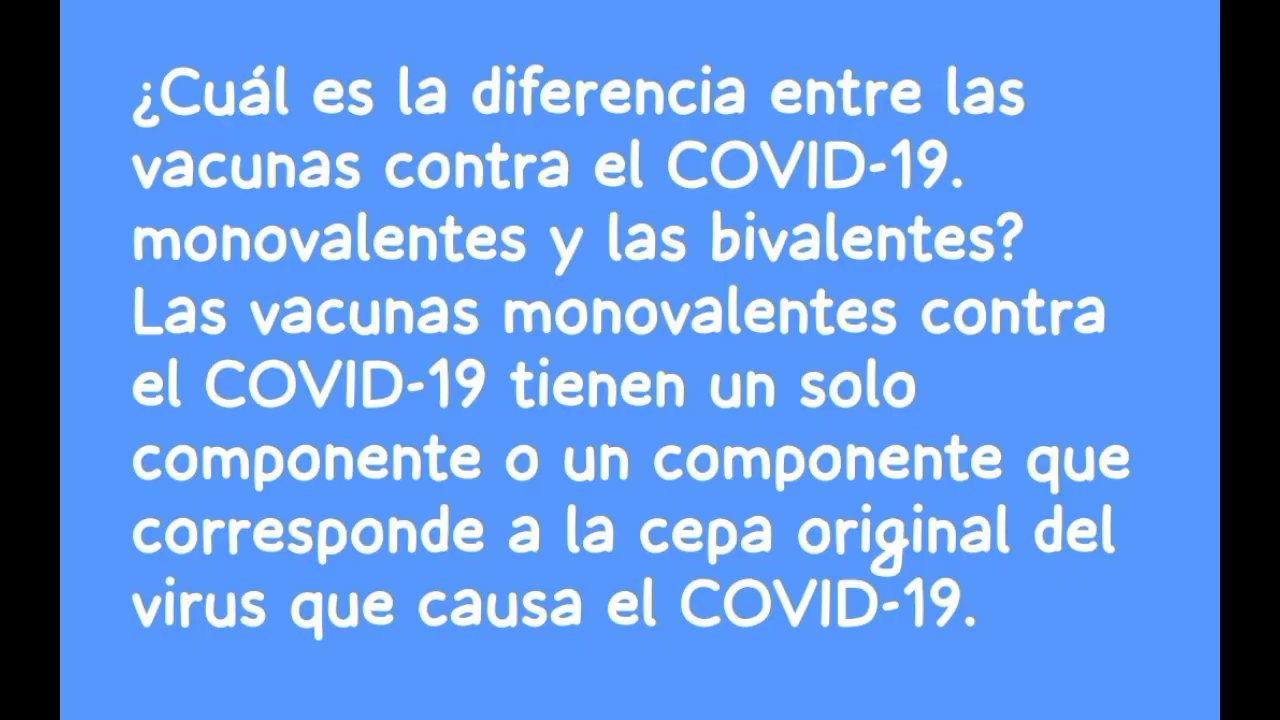 ¿Cuál es la diferencia entre las
vacunas contra el COVID-19.
monovalentes y las bivalentes?
Las vacunas monovalentes contra
el COVID-19 tienen un solo
componente o un componente que
corresponde a la cepa original del
virus que causa el COVID-19.